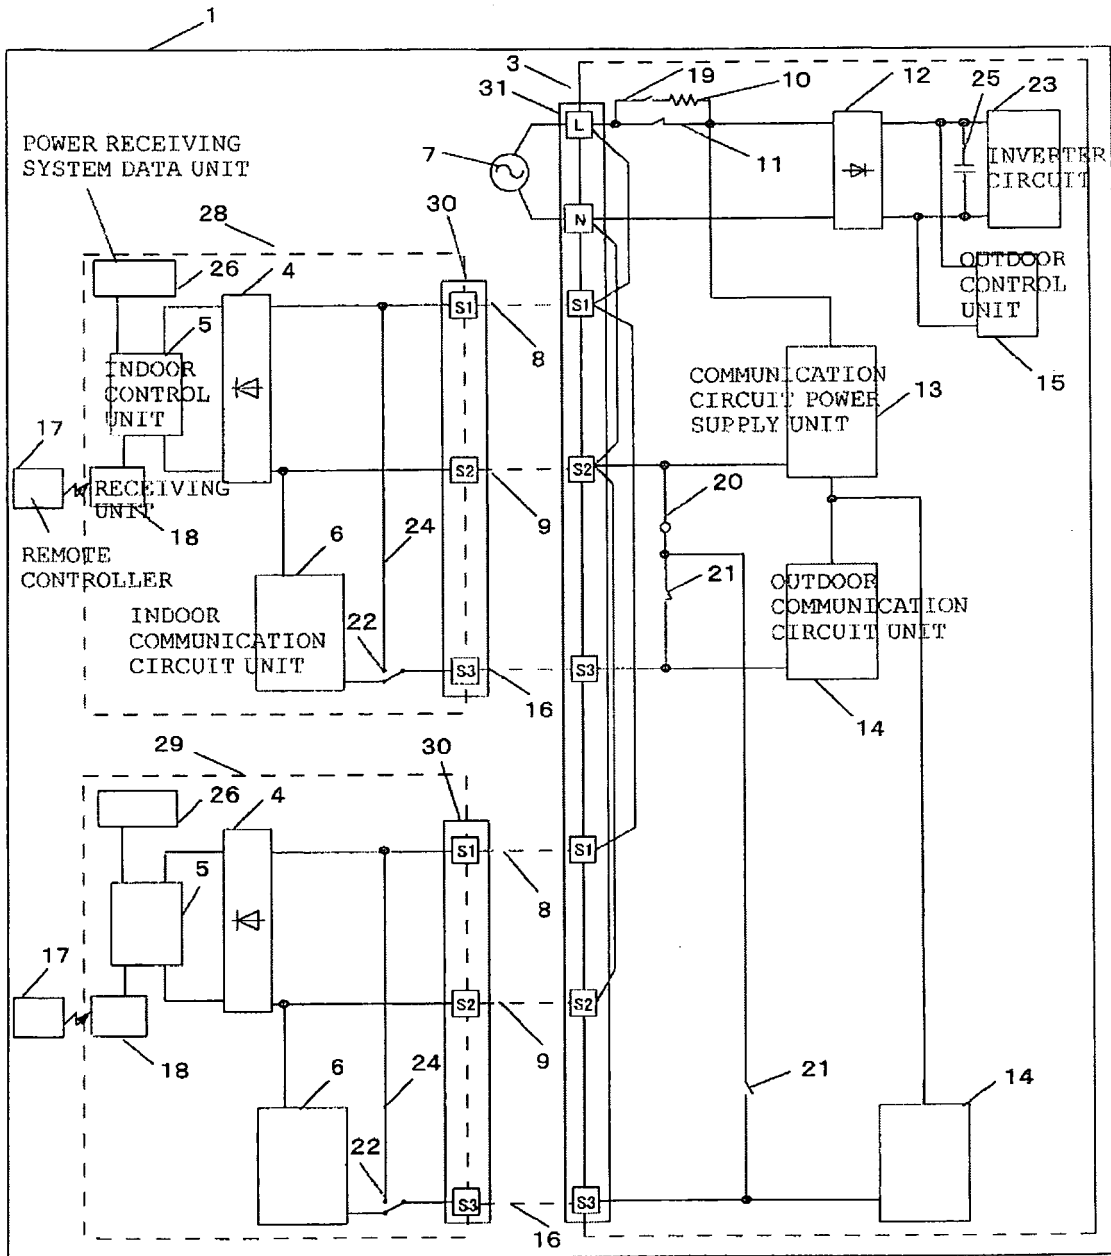 1
3
19
10
12
25
23
31
L
11
7
INVERTER
CIRCUIT
POWER RECEIVING
SYSTEM DATA UNIT
28
30
N
26
4
OUTDOOR
CONTROL
UNIT
5
S1
8
S1
15
INDOOR
CONTROL
UNIT
COMMUNICATION
CIRCUIT POWER
SUPPLY UNIT
13
17
S2
9
S2
RECEIVING
UNIT
18
20
24
REMOTE
CONTROLLER
6
21
OUTDOOR
COMMUNICATION
CIRCUIT UNIT
INDOOR
COMMUNICATION
CIRCUIT UNIT
22
S3
16
S3
14
29
30
26
4
5
S1
8
S1
17
S2
9
S2
18
6
24
21
14
22
S3
16
S3